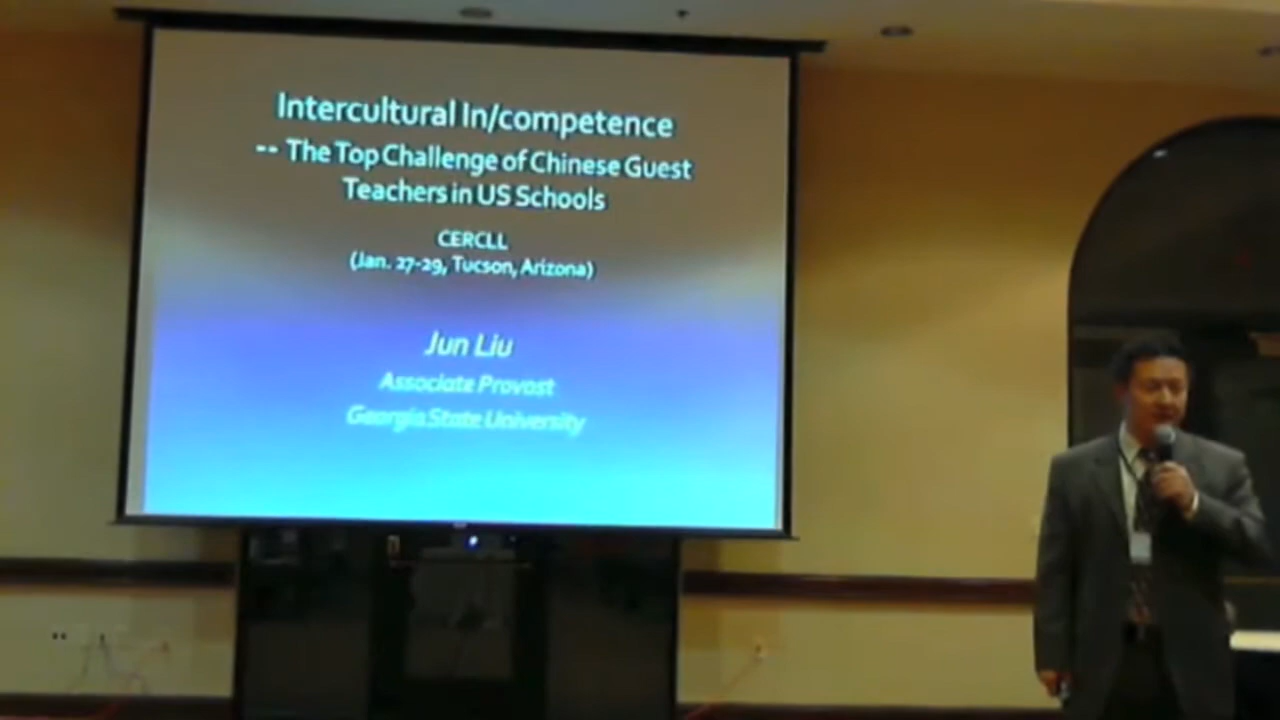 Intercultural In/competence
-- The Top Challenge of Chinese Guest
Teachers in US Schools
CERCLL
(Jan. 27-29, Tucson, Arizona)
Jun Liu
Associate Provost
Georgia State University